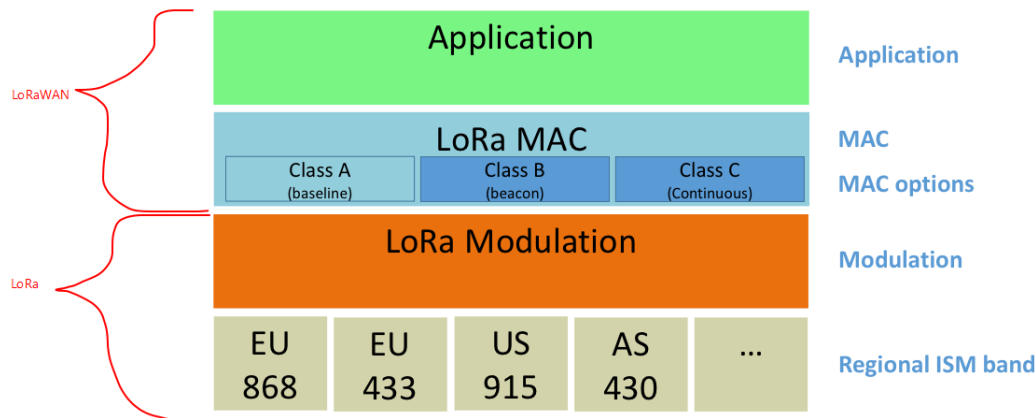 Application
Application
LoRaWAN
LoRa MAC
MAC
Class A
(baseline)
Class B
(beacon)
Class C
(Continuous)
MAC options
LoRa Modulation
Modulation
LoRa
EU
868
EU
433
US
915
AS
430
...
Regional ISM band